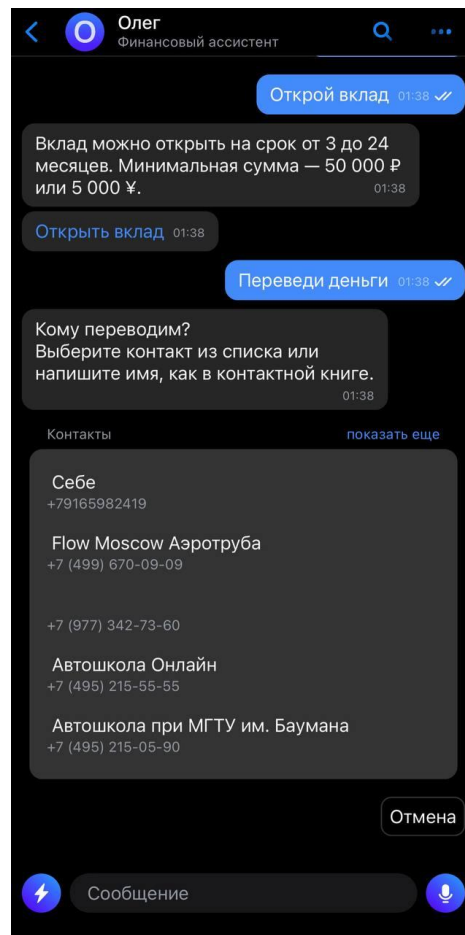 Олег
Финансовый ассистент
Открой вклад 01:38
Вклад можно открыть на срок от 3 до 24
месяцев. Минимальная сумма — 50 000 ₽
или 5 000 ¥.
01:38
Открыть вклад 01:38
Переведи деньги 01:38
Кому переводим?
Выберите контакт из списка или
напишите имя, как в контактной книге.
01:38
Контакты показать еще
Себе
+79165982419
Flow Moscow Аэротруба
+7 (499) 670-09-09
+7 (977) 342-73-60
Автошкола Онлайн
+7 (495) 215-55-55
Автошкола при МГТУ им. Баумана
+7 (495) 215-05-90
Отмена
Сообщение